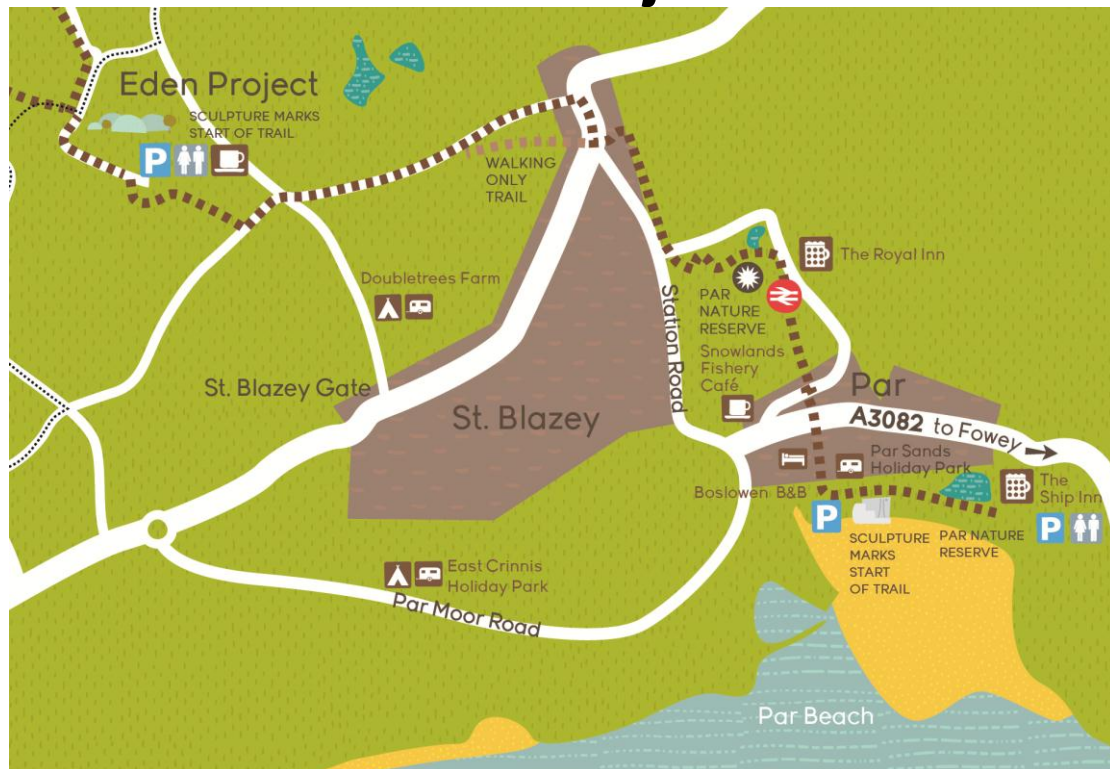 Eden Project
SCULPTURE MARKS
START OF TRAIL
P
WALKING
ONLY
TRAIL
The Royal Inn
Doubletrees Farm
PAR
NATURE
RESERVE
Station Road
Snowlands
Fishery
Café
St. Blazey Gate
St. Blazey
Par
A3082 to Fowey
Par Sands
Holiday Park
Boslowen B&B
The
Ship Inn
P
P
SCULPTURE
MARKS
START
OF TRAIL
PAR NATURE
RESERVE
East Crinnis
Holiday Park
Par Moor Road
Par Beach